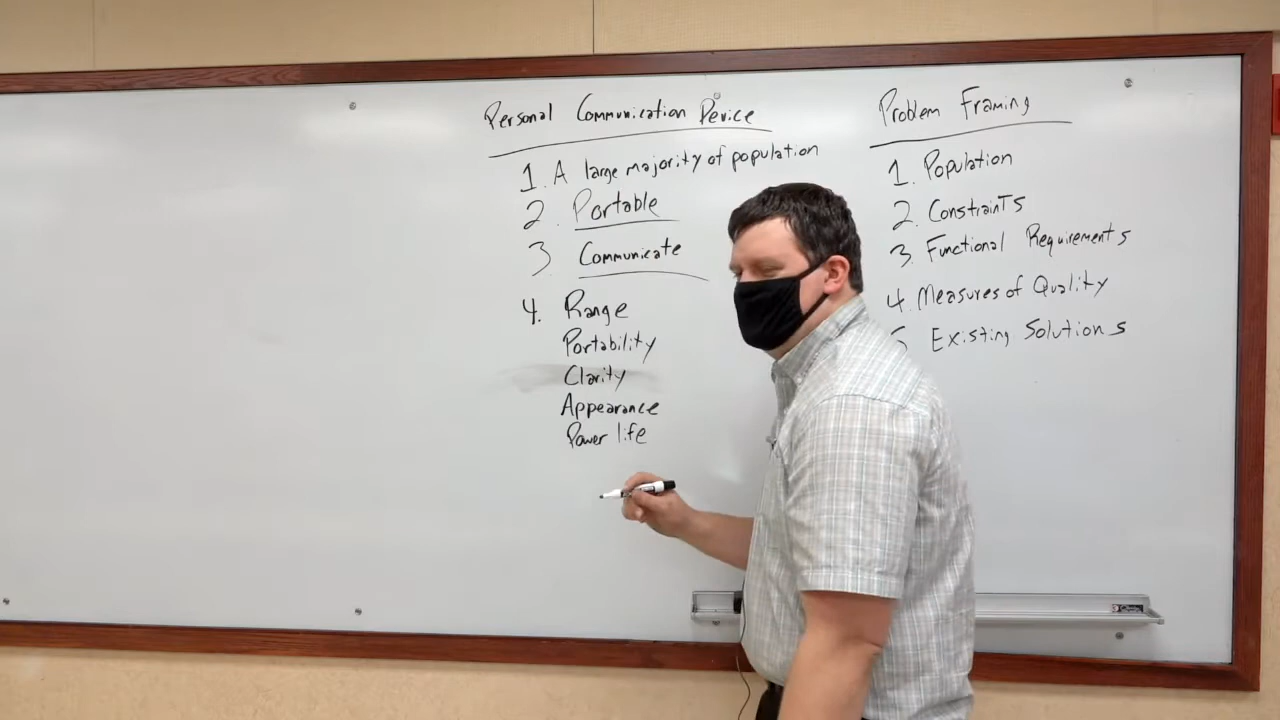 Personal Communication Device
1. A large majority of population
2. Portable
3 Communicate
4. Range
Portability
Clarity
Appearance
Power life
Problem Framing
1. Population
2. Constraints
3. Functional Requirements
4. Measures of Quality
5 Existing Solutions